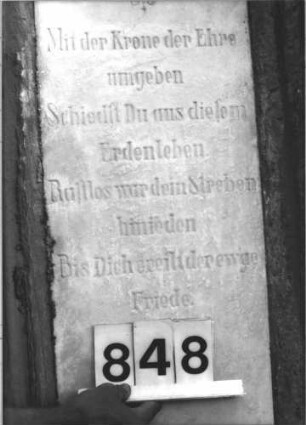 Mit der Krone der Ehre
umgeben
Schiedst Du aus diesem
Erdenleben.
Rastlos war dein Streben
hinieden
Bis Dich ereilt der ewge
Friede.
848